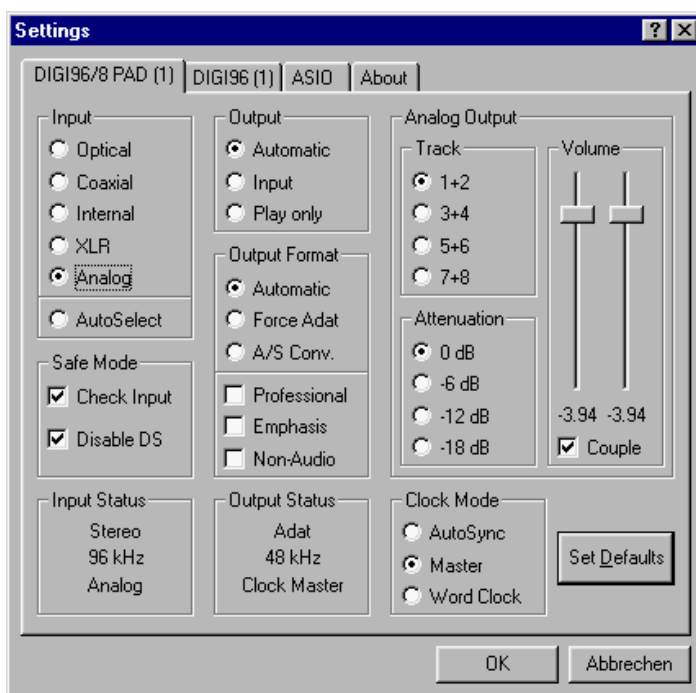 Settings
DIGI96/8 PAD (1)
DIGI96 (1)
ASIO
About
Input
Optical
Coaxial
Internal
XLR
Analog
AutoSelect
Safe Mode
Check Input
Disable DS
Input Status
Stereo
96 kHz
Analog
Output
Automatic
Input
Play only
Output Format
Automatic
Force Adat
A/S Conv.
Professional
Emphasis
Non-Audio
Output Status
Adat
48 kHz
Clock Master
Analog Output
Track
1+2
3+4
5+6
7+8
Attenuation
0 dB
-6 dB
-12 dB
-18 dB
Volume
-3.94 -3.94
Couple
Clock Mode
AutoSync
Master
Word Clock
Set Defaults
OK
Abbrechen